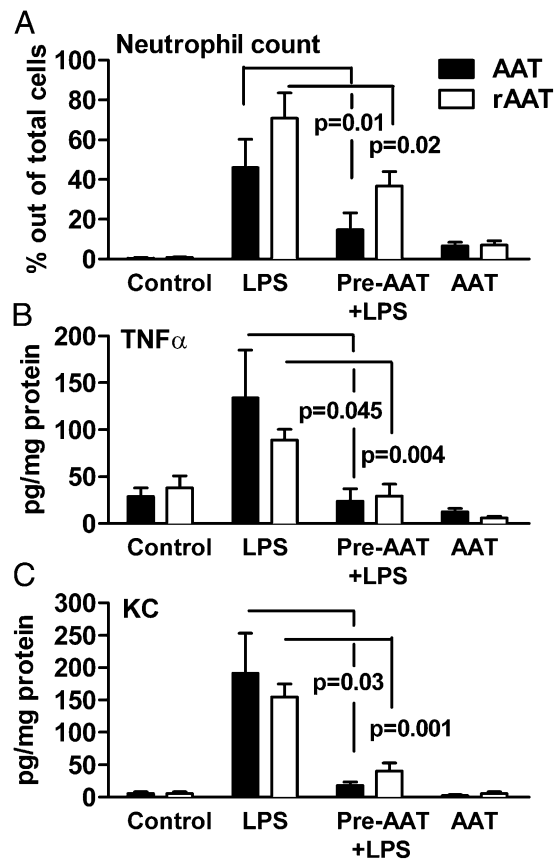 A
Neutrophil count
AAT
rAAT
% out of total cells
100
80
60
40
20
0
p=0.01
p=0.02
Control LPS Pre-AAT +LPS AAT
B
TNFα
pg/mg protein
200
150
100
50
0
p=0.045
p=0.004
Control LPS Pre-AAT +LPS AAT
C
KC
pg/mg protein
300
250
200
150
100
50
0
p=0.03
p=0.001
Control LPS Pre-AAT +LPS AAT